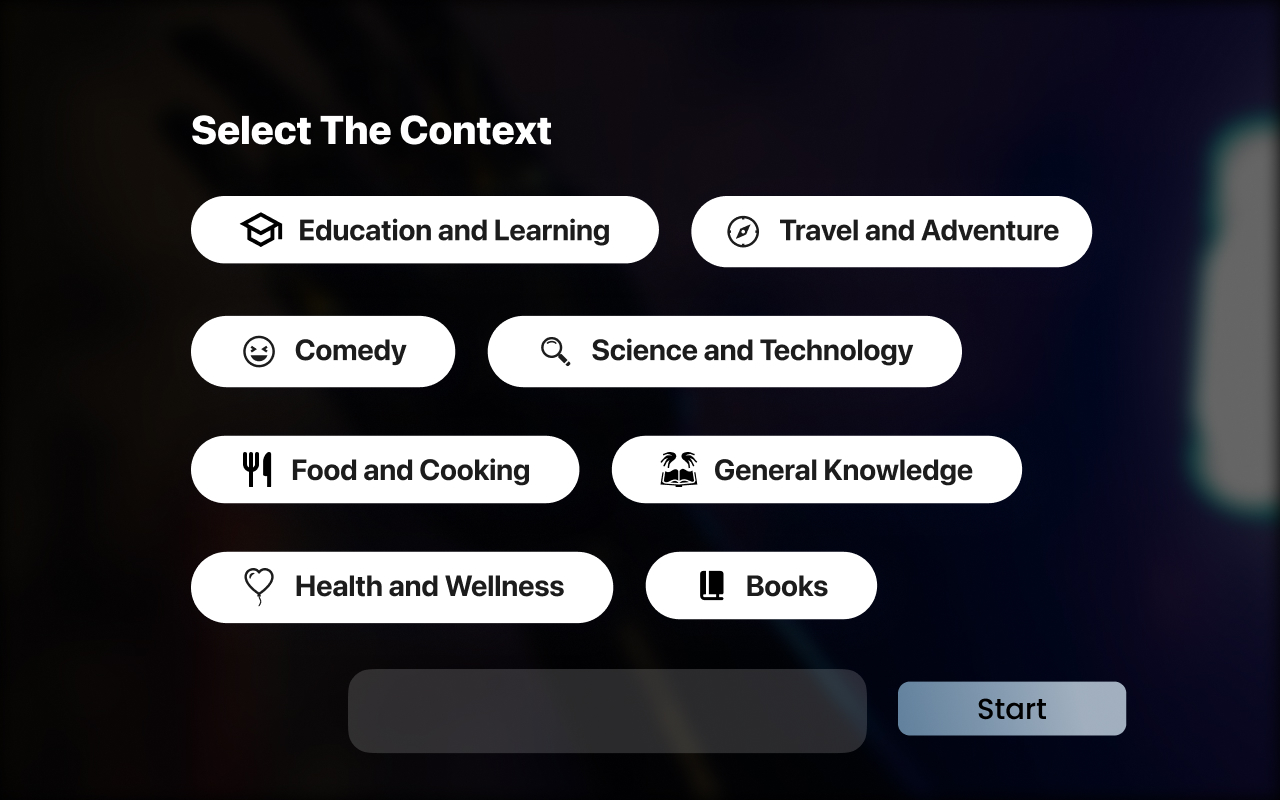 Select The Context
Education and Learning
Travel and Adventure
Comedy
Science and Technology
Food and Cooking
General Knowledge
Health and Wellness
Books
Start